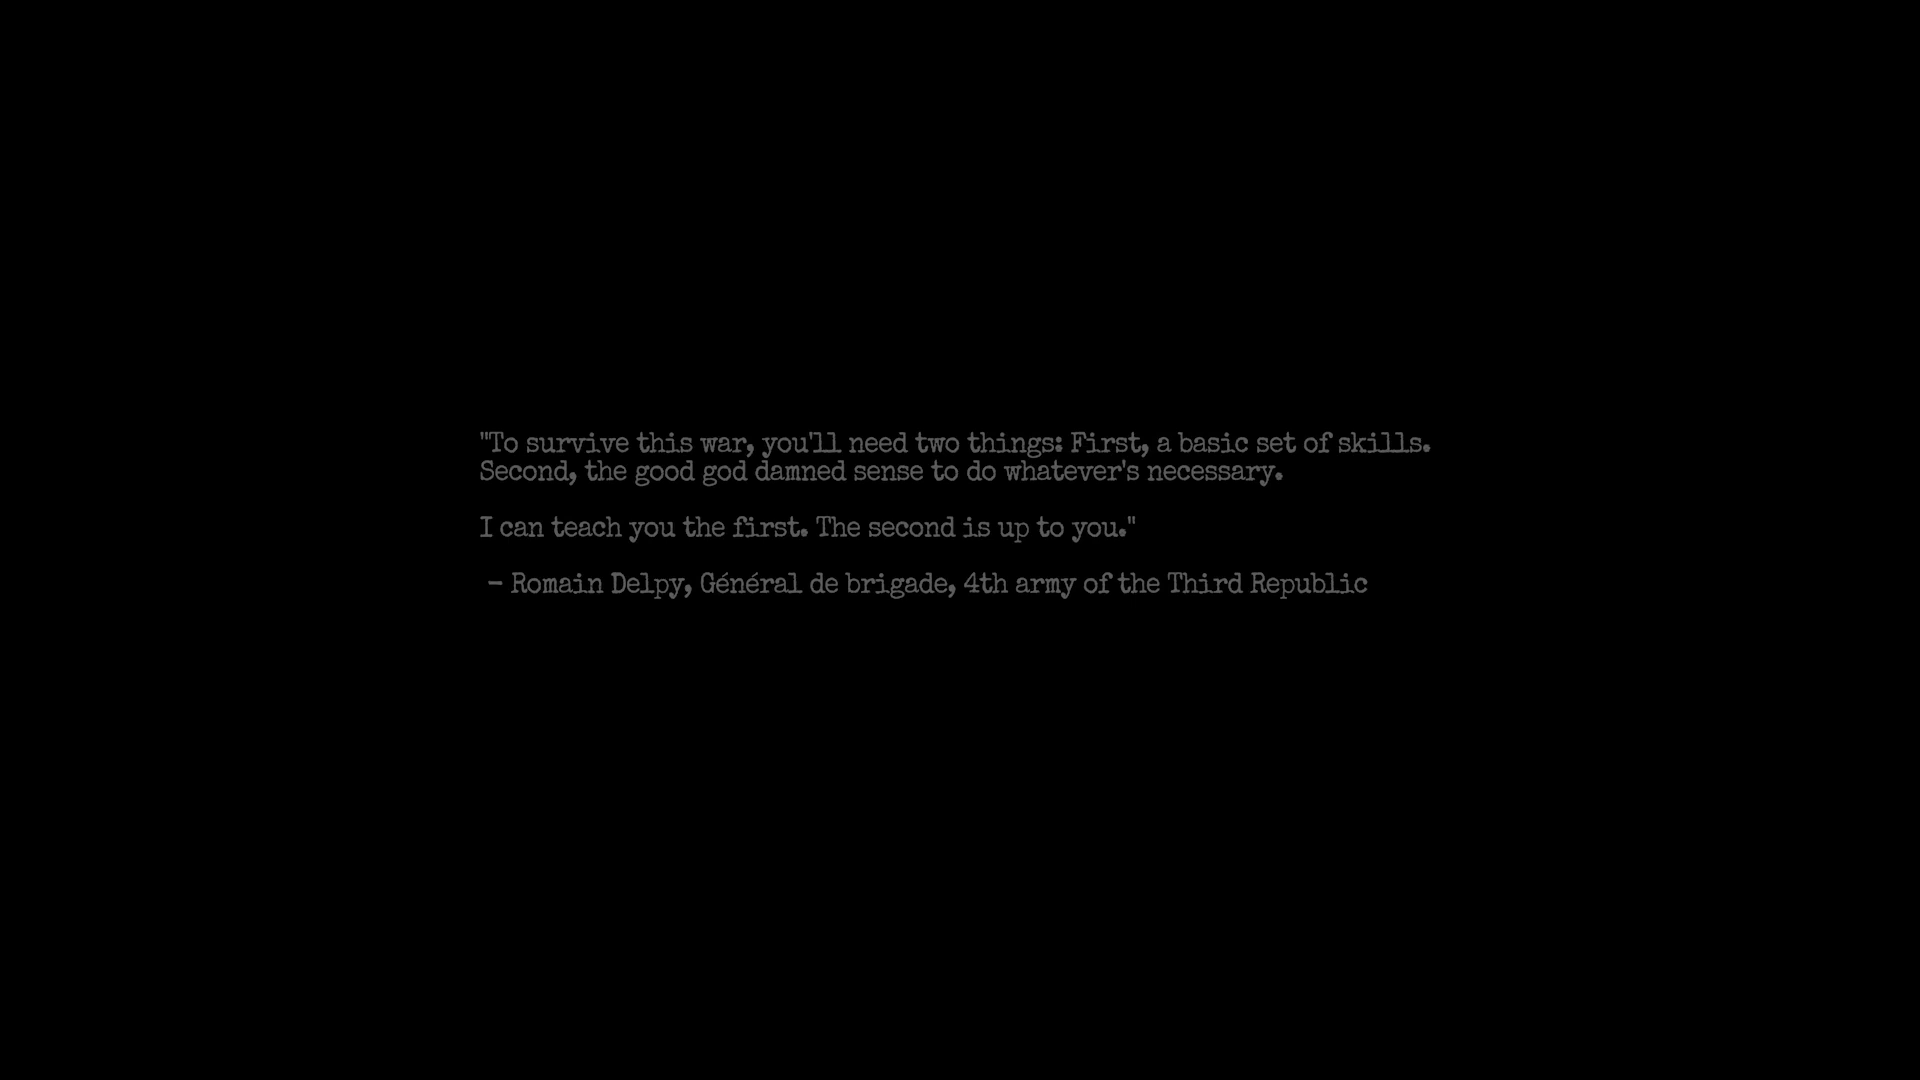 "To survive this war, you'll need two things: First, a basic set of skills.
Second, the good god damned sense to do whatever's necessary.
I can teach you the first. The second is up to you."
- Romain Delpy, Général de brigade, 4th army of the Third Republic